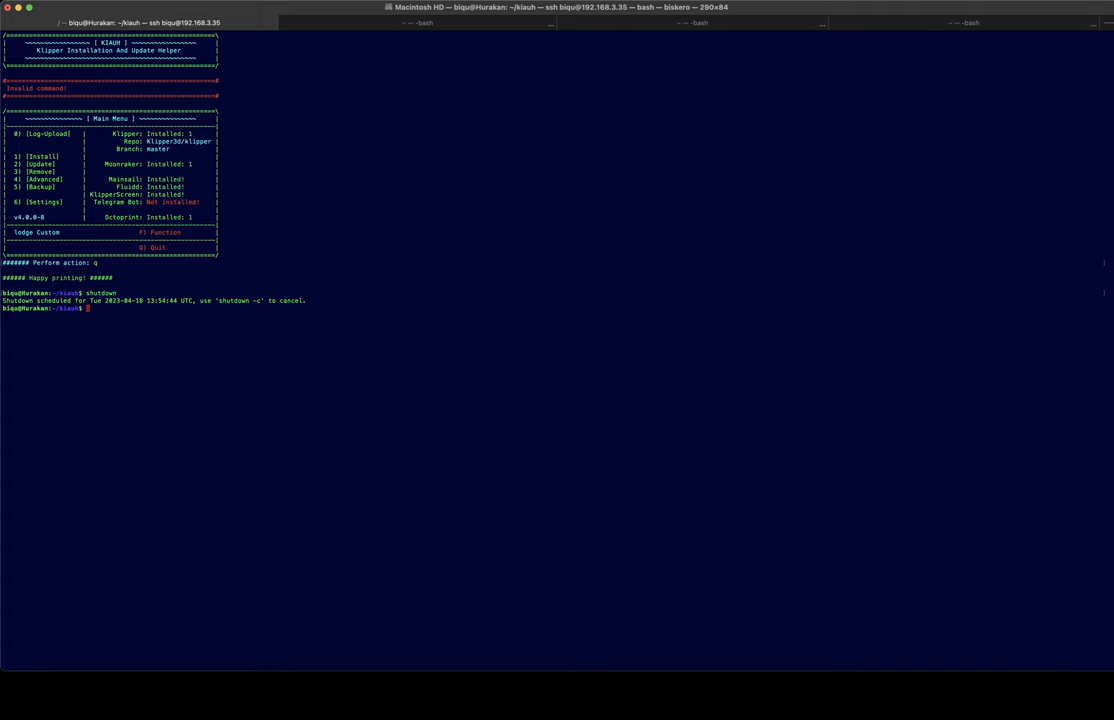 Macintosh HD — biqu@Hurakan: ~/kiauh — ssh biqu@192.168.3.35 — bash — biskero — 290×84
/ — biqu@Hurakan: ~/kiauh — ssh biqu@192.168.3.35
~ — -bash ...
~ — -bash ...
~ — -bash ...
/=======================================================\
|     ~~~~~~~~~~~~~~~~~ [ KIAUH ] ~~~~~~~~~~~~~~~~~     |
|        Klipper Installation And Update Helper         |
|     ~~~~~~~~~~~~~~~~~~~~~~~~~~~~~~~~~~~~~~~~~~~~~     |
\=======================================================/
#=======================================================#
Invalid command!
#=======================================================#
/=======================================================\
|     ~~~~~~~~~~~~~~~ [ Main Menu ] ~~~~~~~~~~~~~~~     |
|-------------------------------------------------------|
|  0) [Log-Upload]   |       Klipper: Installed: 1      |
|                    |          Repo: Klipper3d/klipper |
|                    |        Branch: master            |
|  1) [Install]      |                                  |
|  2) [Update]       |     Moonraker: Installed: 1      |
|  3) [Remove]       |                                  |
|  4) [Advanced]     |      Mainsail: Installed!        |
|  5) [Backup]       |        Fluidd: Installed!        |
|                    | KlipperScreen: Installed!        |
|  6) [Settings]     |  Telegram Bot: Not installed!    |
|                    |                                  |
|  v4.0.0-8          |     Octoprint: Installed: 1      |
|-------------------------------------------------------|
|  lodge Custom                     F) Function         |
|-------------------------------------------------------|
|                                   Q) Quit             |
\=======================================================/
####### Perform action: q
###### Happy printing! ######
biqu@Hurakan:~/kiauh$ shutdown
Shutdown scheduled for Tue 2023-04-18 13:54:44 UTC, use 'shutdown -c' to cancel.
biqu@Hurakan:~/kiauh$